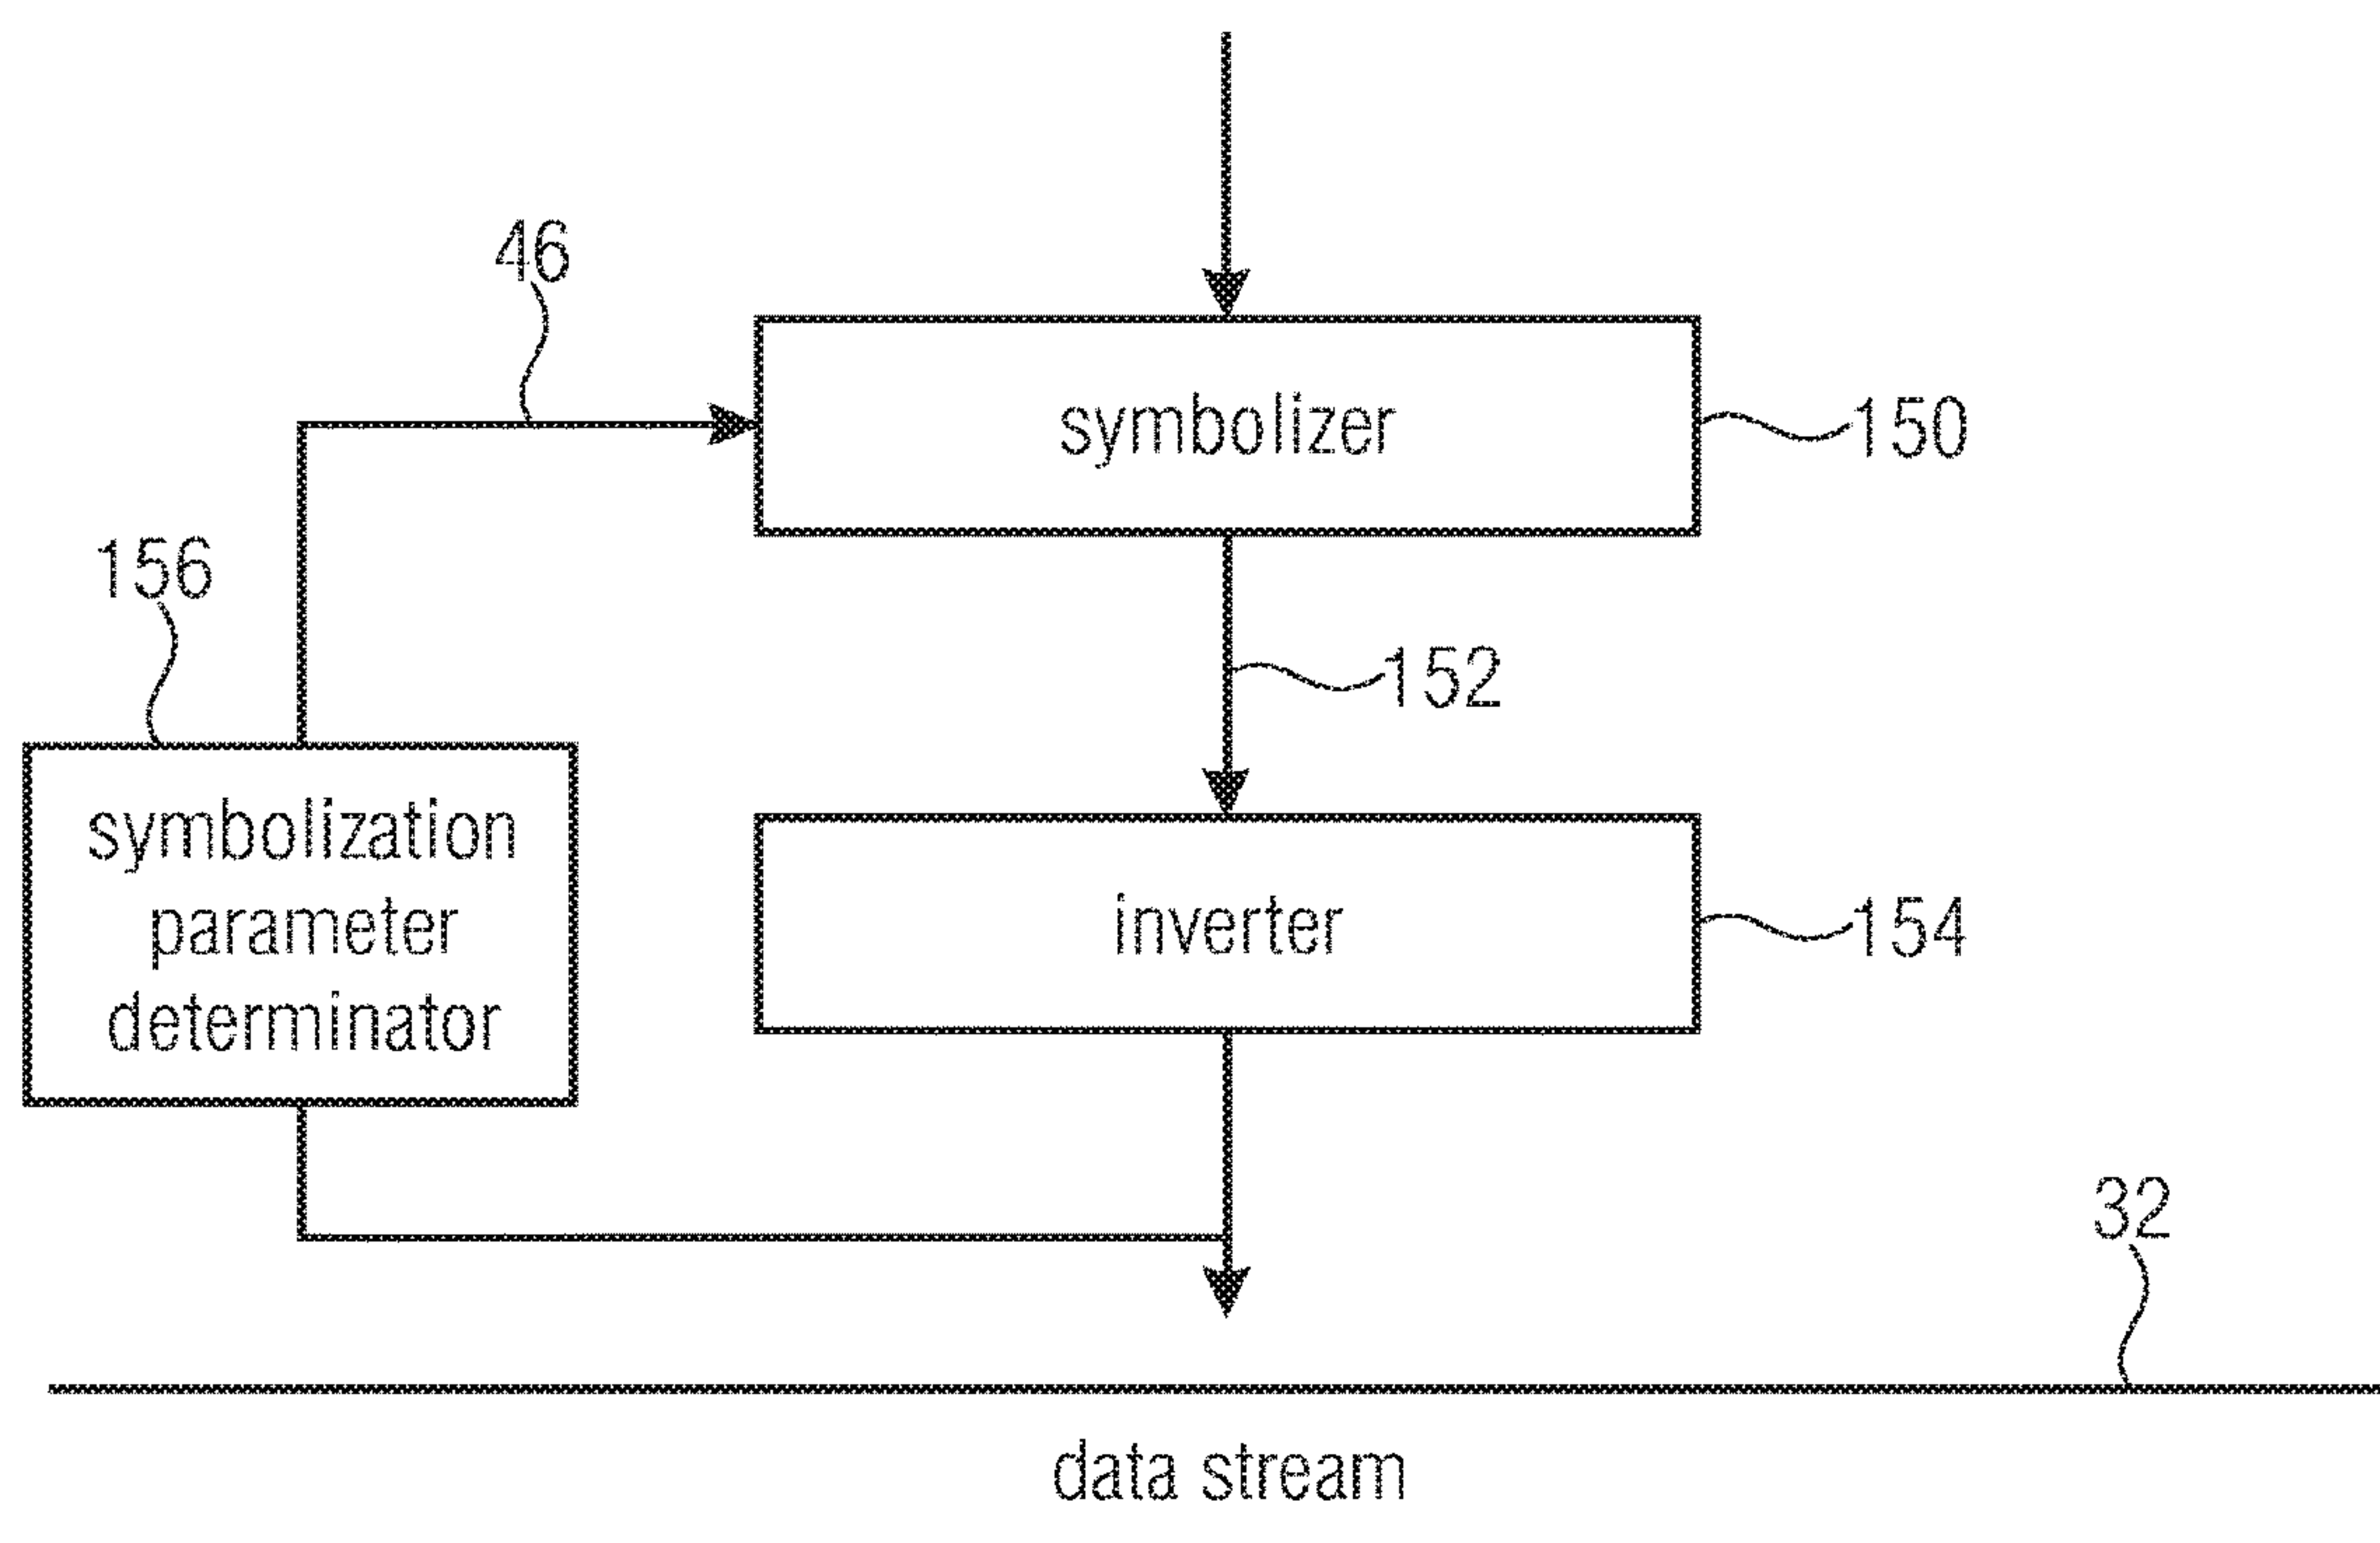 46
symbolizer
150
156
152
symbolization
parameter
determinator
inverter
154
32
data stream